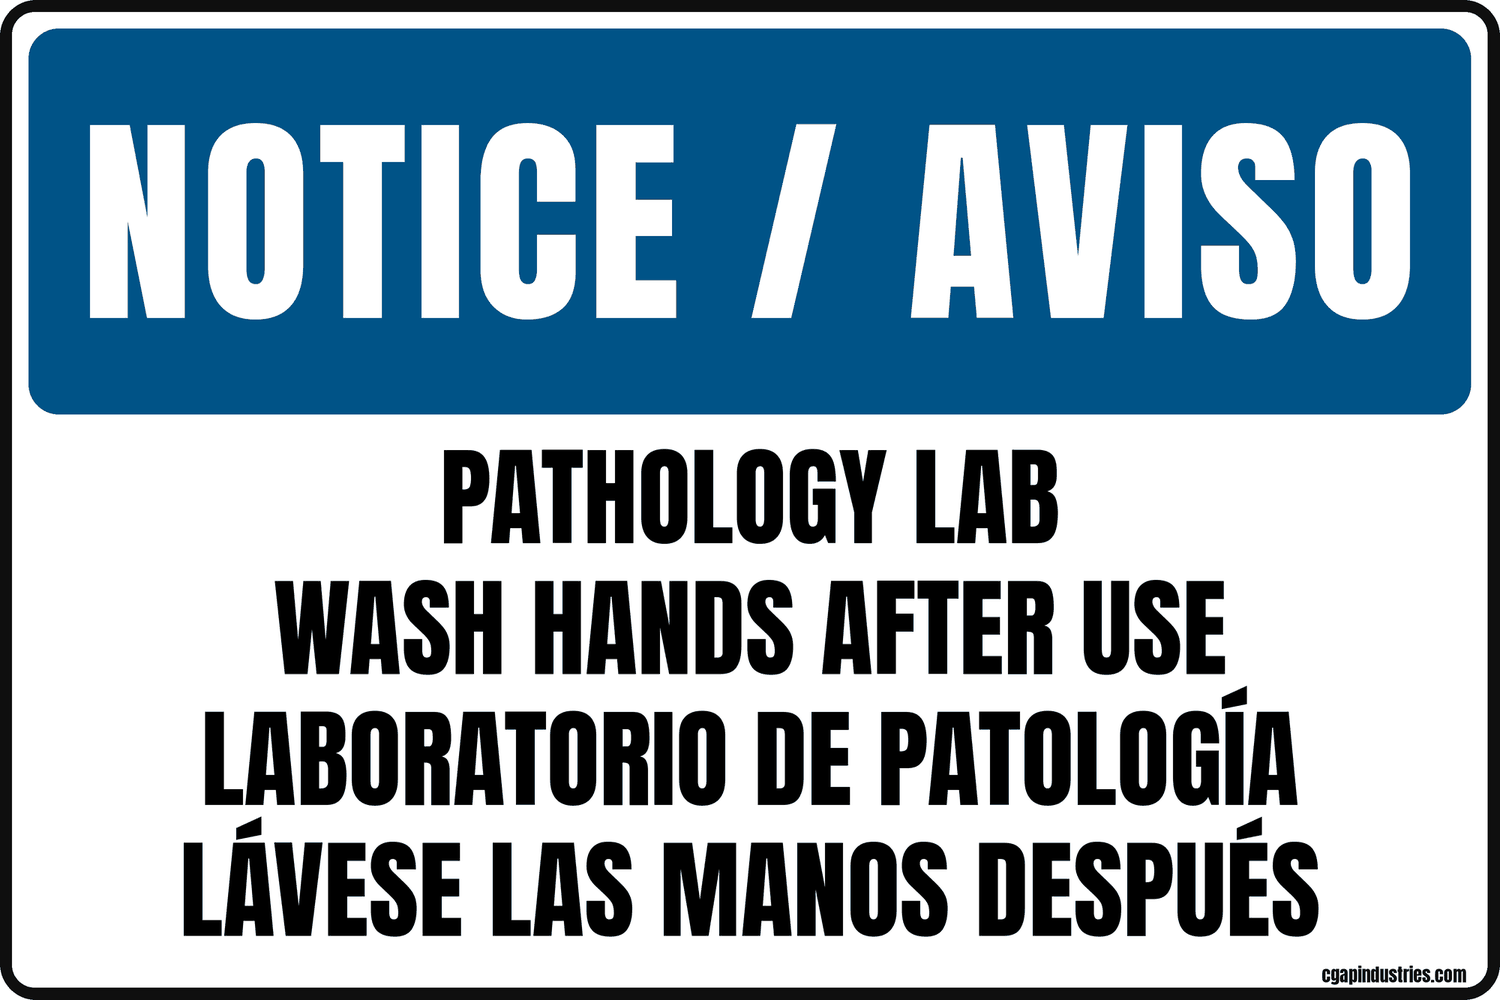 NOTICE / AVISO
PATHOLOGY LAB
WASH HANDS AFTER USE
LABORATORIO DE PATOLOGÍA
LÁVESE LAS MANOS DESPUÉS
cgapindustries.com